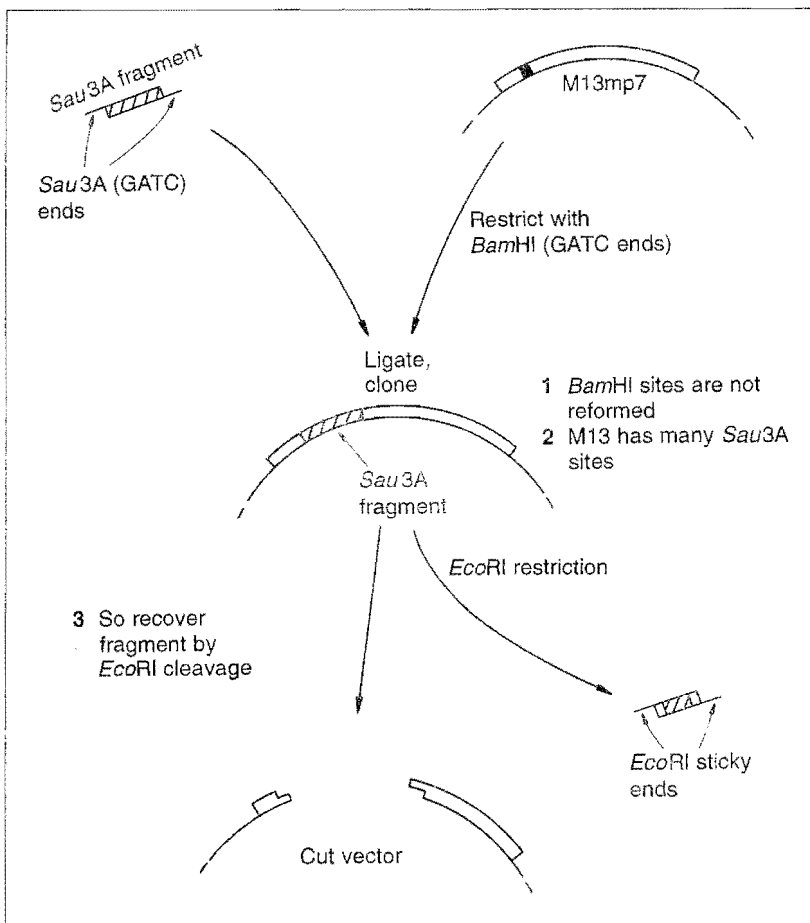 Sau3A fragment
M13mp7
Sau3A (GATC)
ends
Restrict with
BamHI (GATC ends)
Ligate,
clone
1 BamHI sites are not
reformed
2 M13 has many Sau3A
sites
Sau3A
fragment
EcoRI restriction
3 So recover
fragment by
EcoRI cleavage
EcoRI sticky
ends
Cut vector